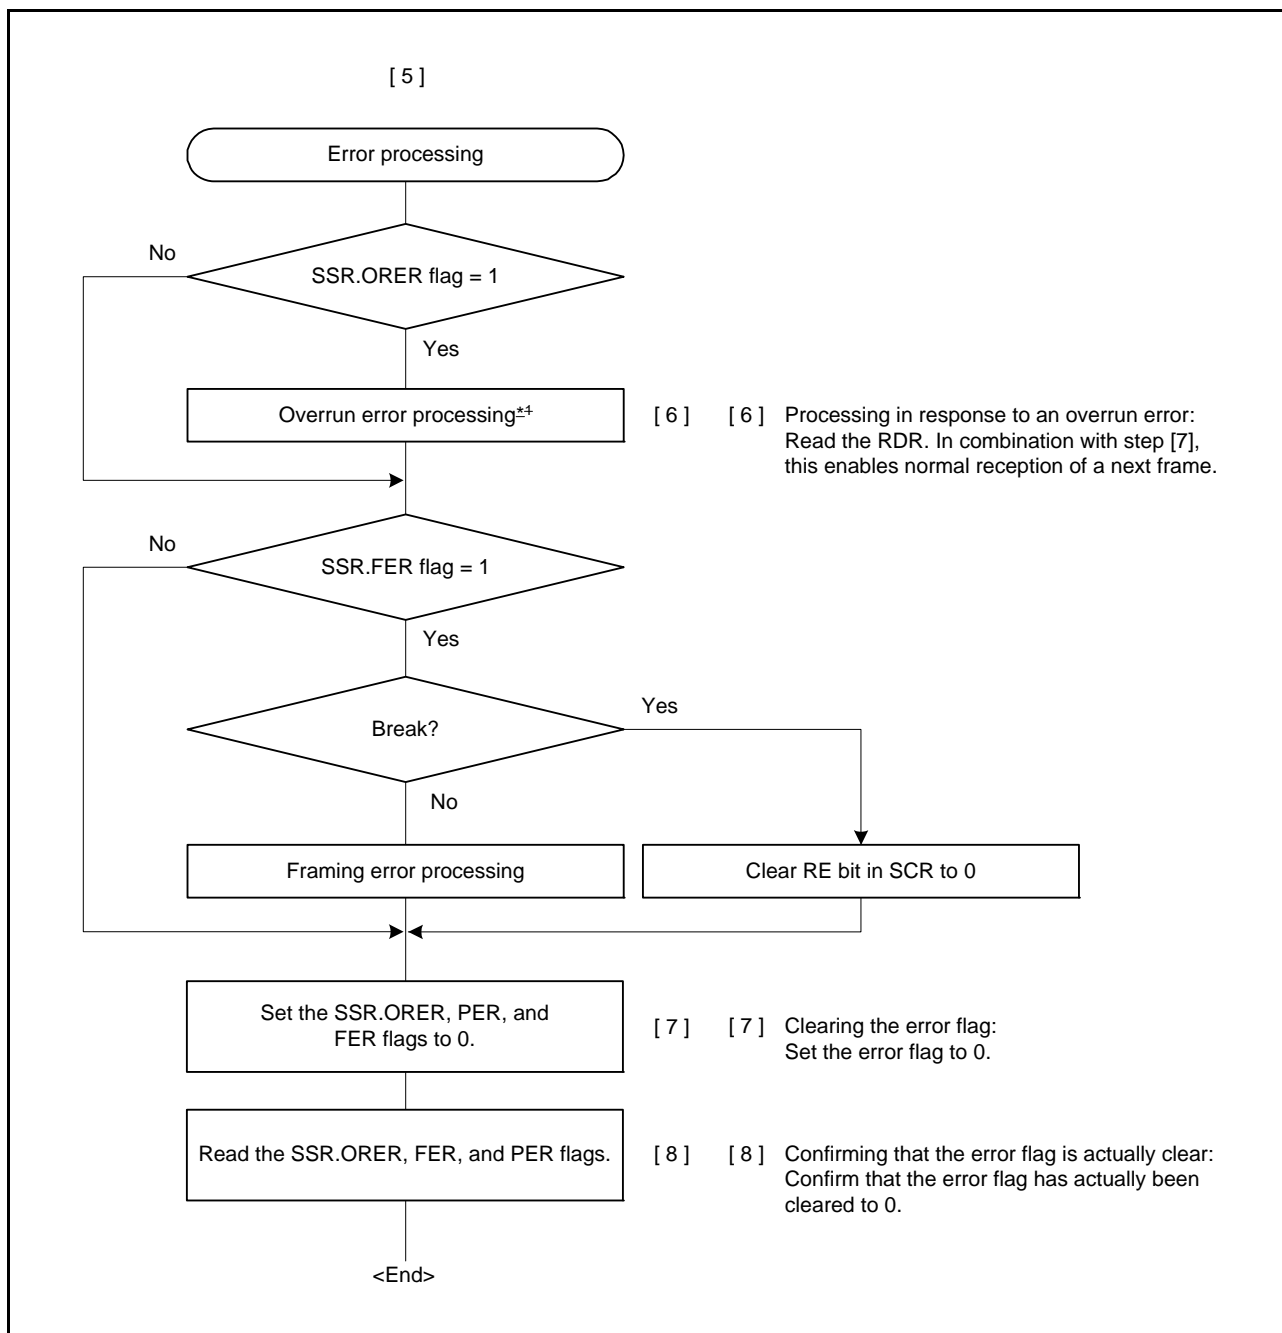 [ 5 ]
Error processing
No
SSR.ORER flag = 1
Yes
Overrun error processing*1
[ 6 ]
[ 6 ] Processing in response to an overrun error:
Read the RDR. In combination with step [7],
this enables normal reception of a next frame.
No
SSR.FER flag = 1
Yes
Break?
Yes
No
Framing error processing
Clear RE bit in SCR to 0
Set the SSR.ORER, PER, and
FER flags to 0.
[ 7 ]
[ 7 ] Clearing the error flag:
Set the error flag to 0.
Read the SSR.ORER, FER, and PER flags.
[ 8 ]
[ 8 ] Confirming that the error flag is actually clear:
Confirm that the error flag has actually been
cleared to 0.
<End>